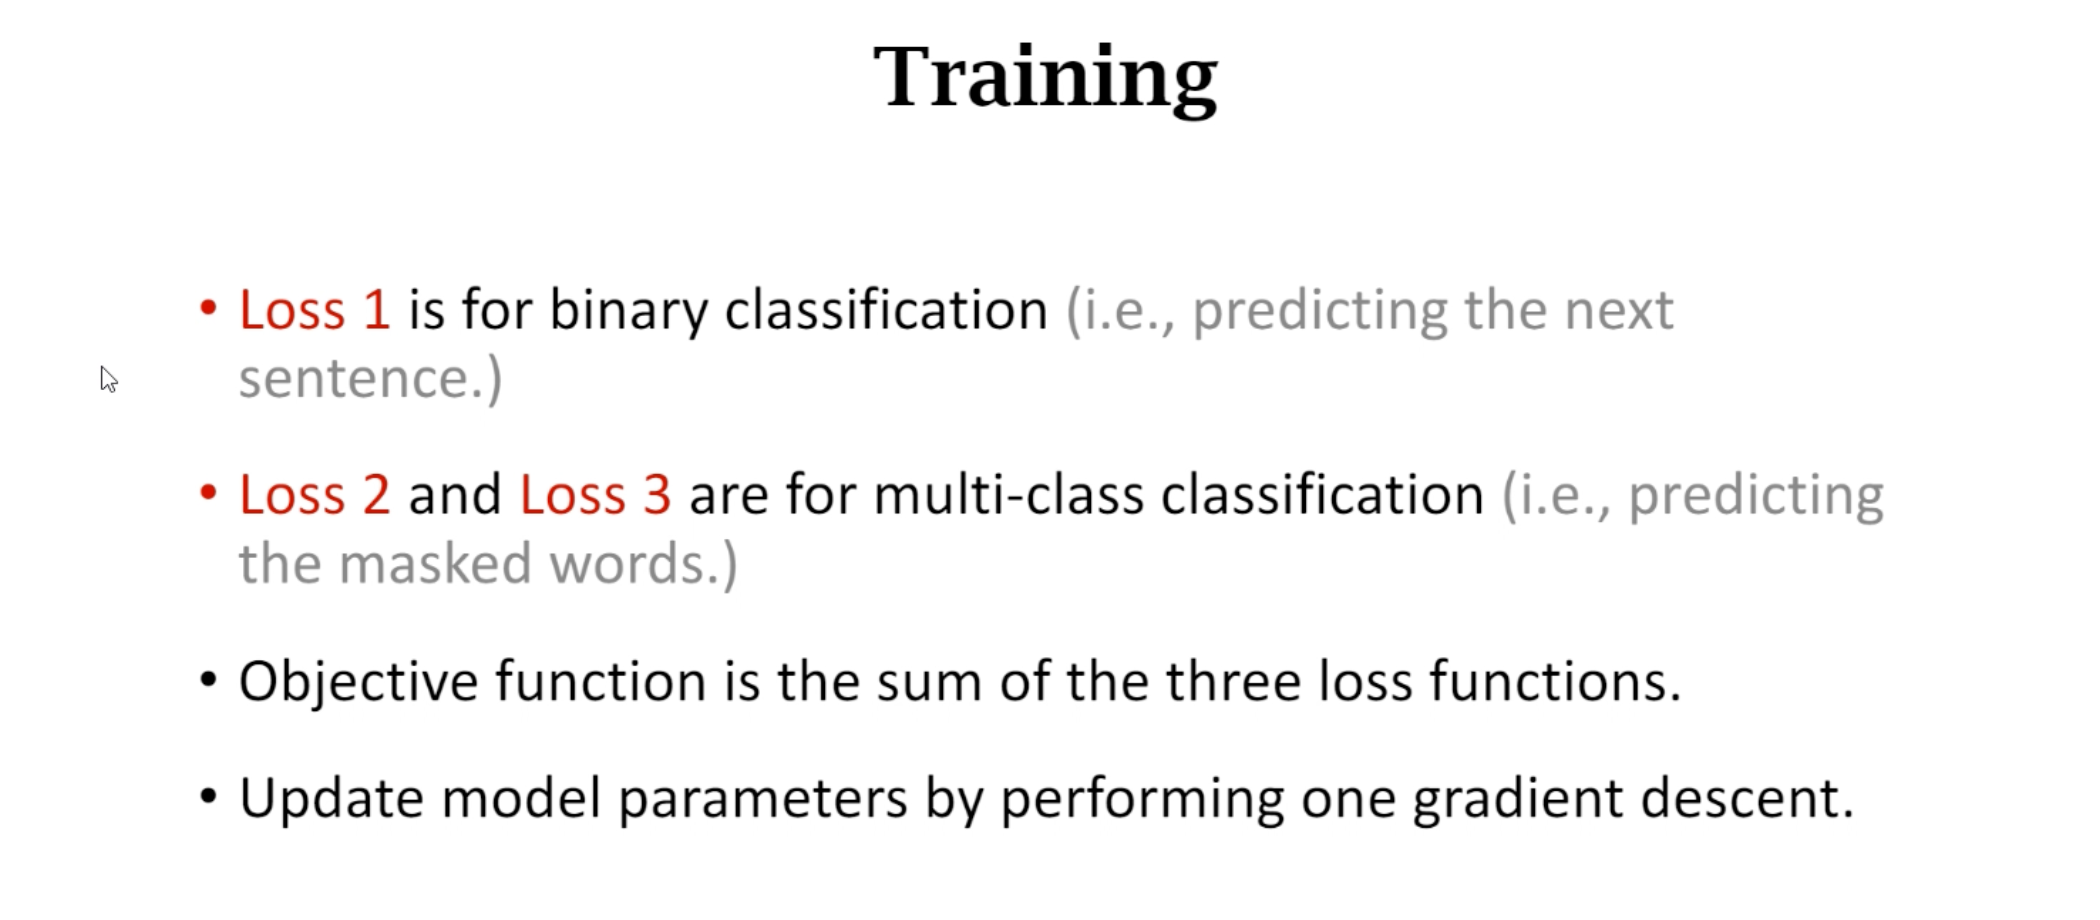 Training
• Loss 1 is for binary classification (i.e., predicting the next
sentence.)
• Loss 2 and Loss 3 are for multi-class classification (i.e., predicting
the masked words.)
• Objective function is the sum of the three loss functions.
• Update model parameters by performing one gradient descent.